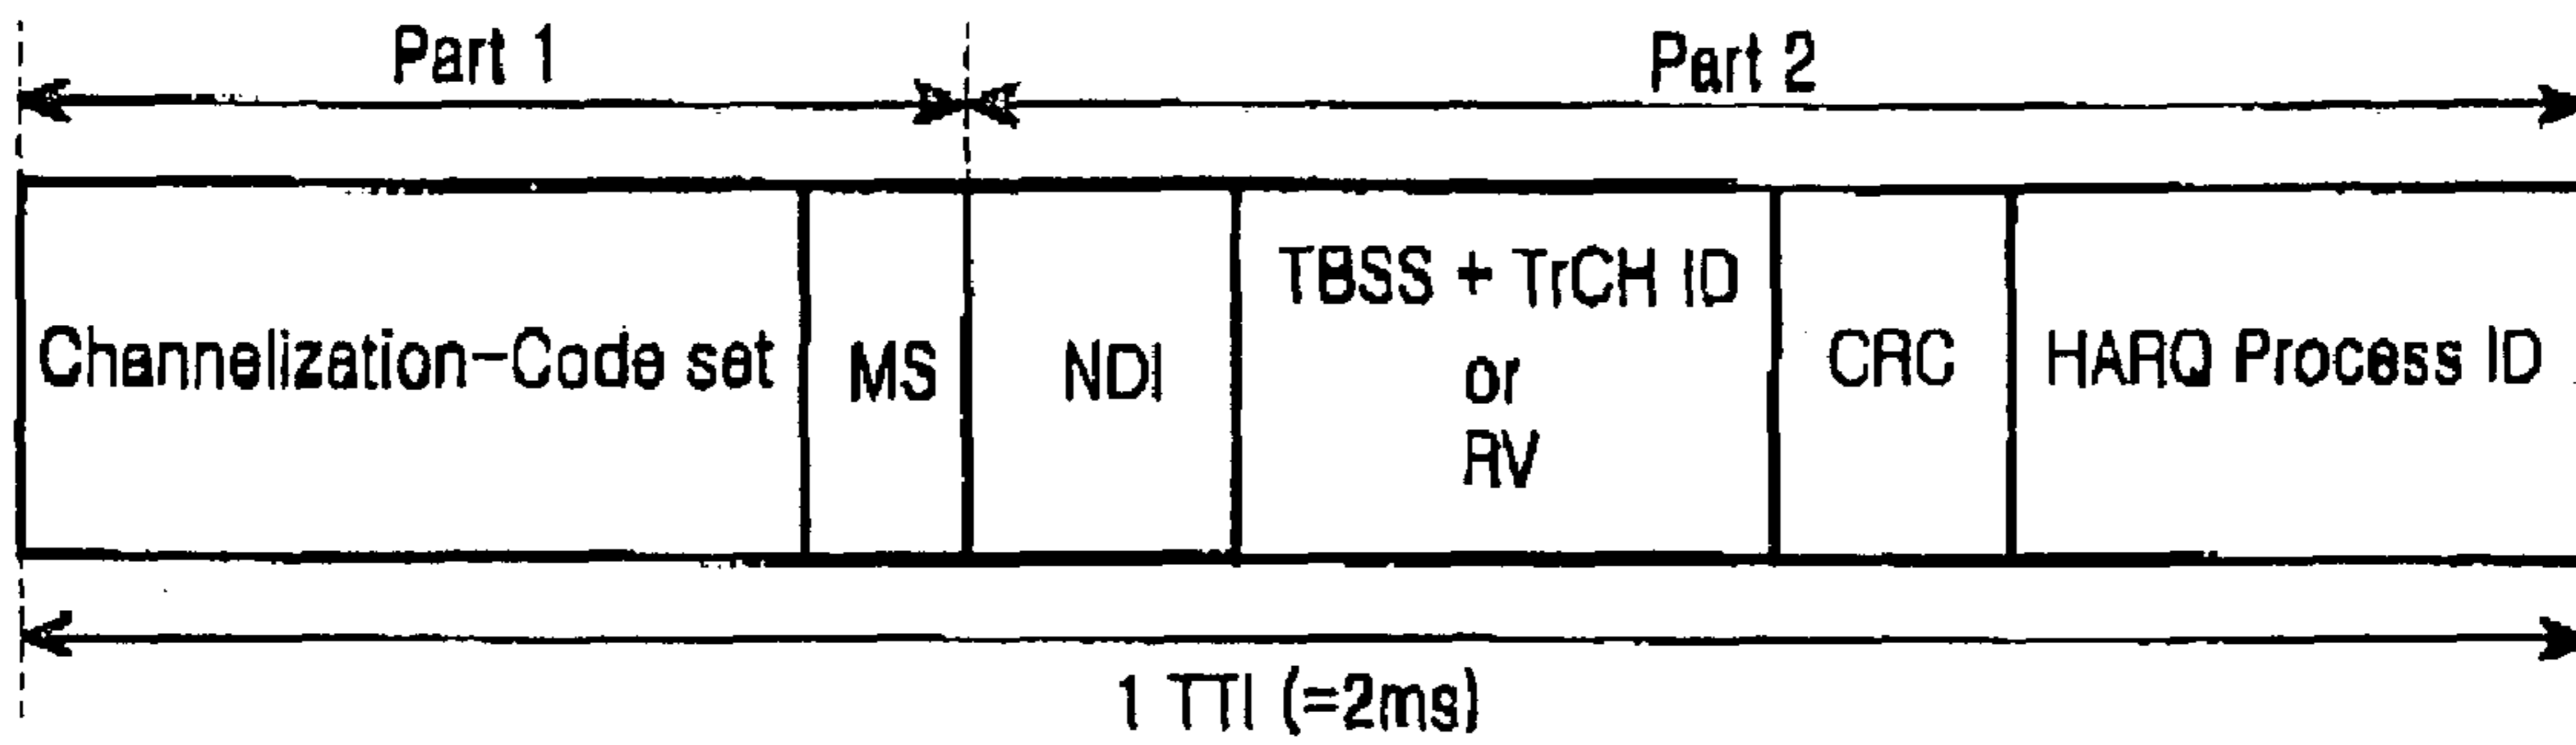 Part 1
Part 2
Channelization-Code set
MS
NDI
TBSS + TrCH ID
or
RV
CRC
HARQ Process ID
1 TTI (=2ms)